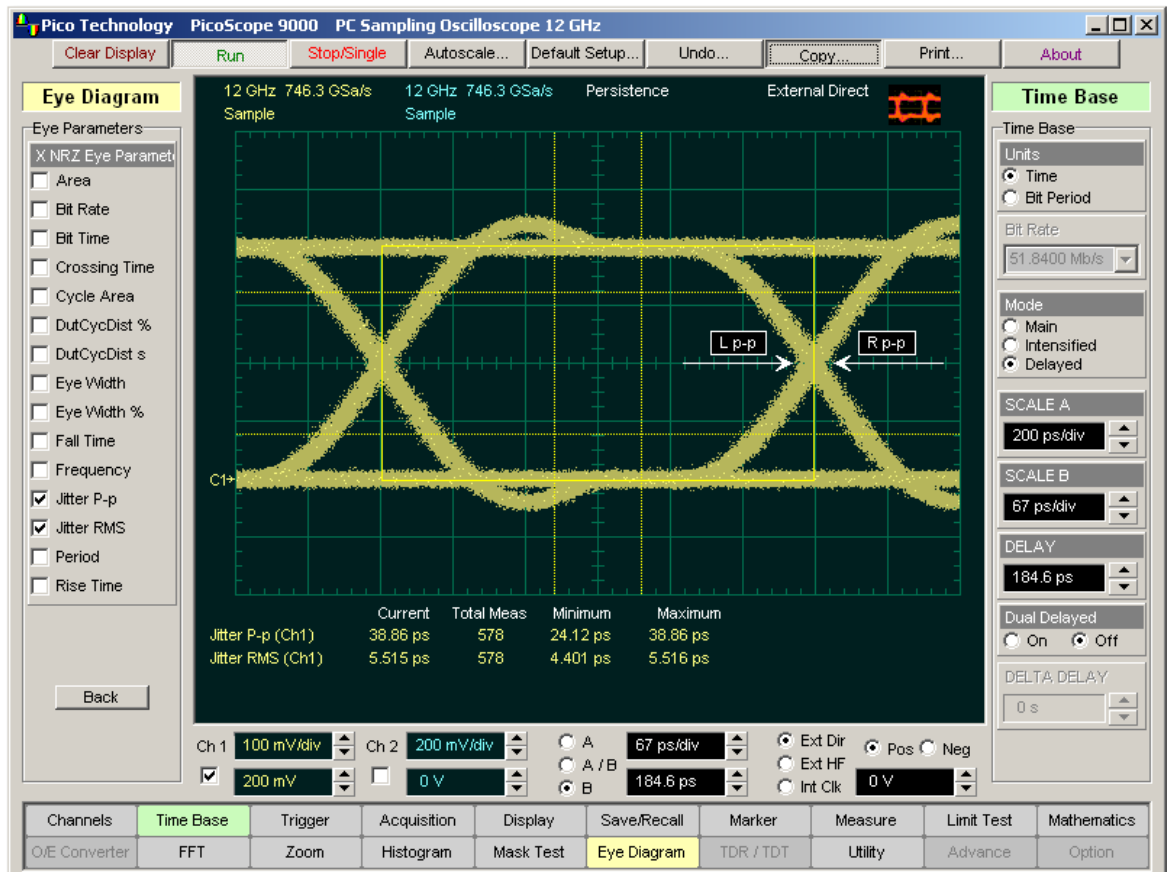 Pico Technology PicoScope 9000 PC Sampling Oscilloscope 12 GHz
Clear Display Run Stop/Single Autoscale... Default Setup... Undo... Copy... Print... About
Eye Diagram
Eye Parameters
X NRZ Eye Paramet
Area
Bit Rate
Bit Time
Crossing Time
Cycle Area
DutCycDist %
DutCycDist s
Eye Width
Eye Width %
Fall Time
Frequency
Jitter P-p
Jitter RMS
Period
Rise Time
Back
12 GHz 746.3 GSa/s 12 GHz 746.3 GSa/s Persistence External Direct
Sample Sample
L p-p R p-p
C1
Current Total Meas Minimum Maximum
Jitter P-p (Ch1) 38.86 ps 578 24.12 ps 38.86 ps
Jitter RMS (Ch1) 5.515 ps 578 4.401 ps 5.516 ps
Time Base
Time Base
Units
Time
Bit Period
Bit Rate
51.8400 Mb/s
Mode
Main
Intensified
Delayed
SCALE A
200 ps/div
SCALE B
67 ps/div
DELAY
184.6 ps
Dual Delayed
On Off
DELTA DELAY
0 s
Ch 1 100 mV/div Ch 2 200 mV/div A 67 ps/div Ext Dir Pos Neg
A / B Ext HF
200 mV 0 V B 184.6 ps Int Clk 0 V
Channels Time Base Trigger Acquisition Display Save/Recall Marker Measure Limit Test Mathematics
O/E Converter FFT Zoom Histogram Mask Test Eye Diagram TDR / TDT Utility Advance Option